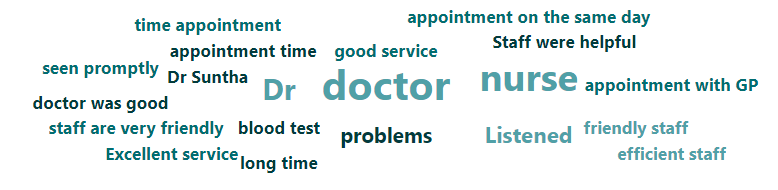 appointment on the same day
time appointment
Staff were helpful
appointment time
good service
seen promptly
Dr Suntha
Dr
doctor
nurse
appointment with GP
doctor was good
staff are very friendly
blood test
problems
Listened
friendly staff
Excellent service
long time
efficient staff